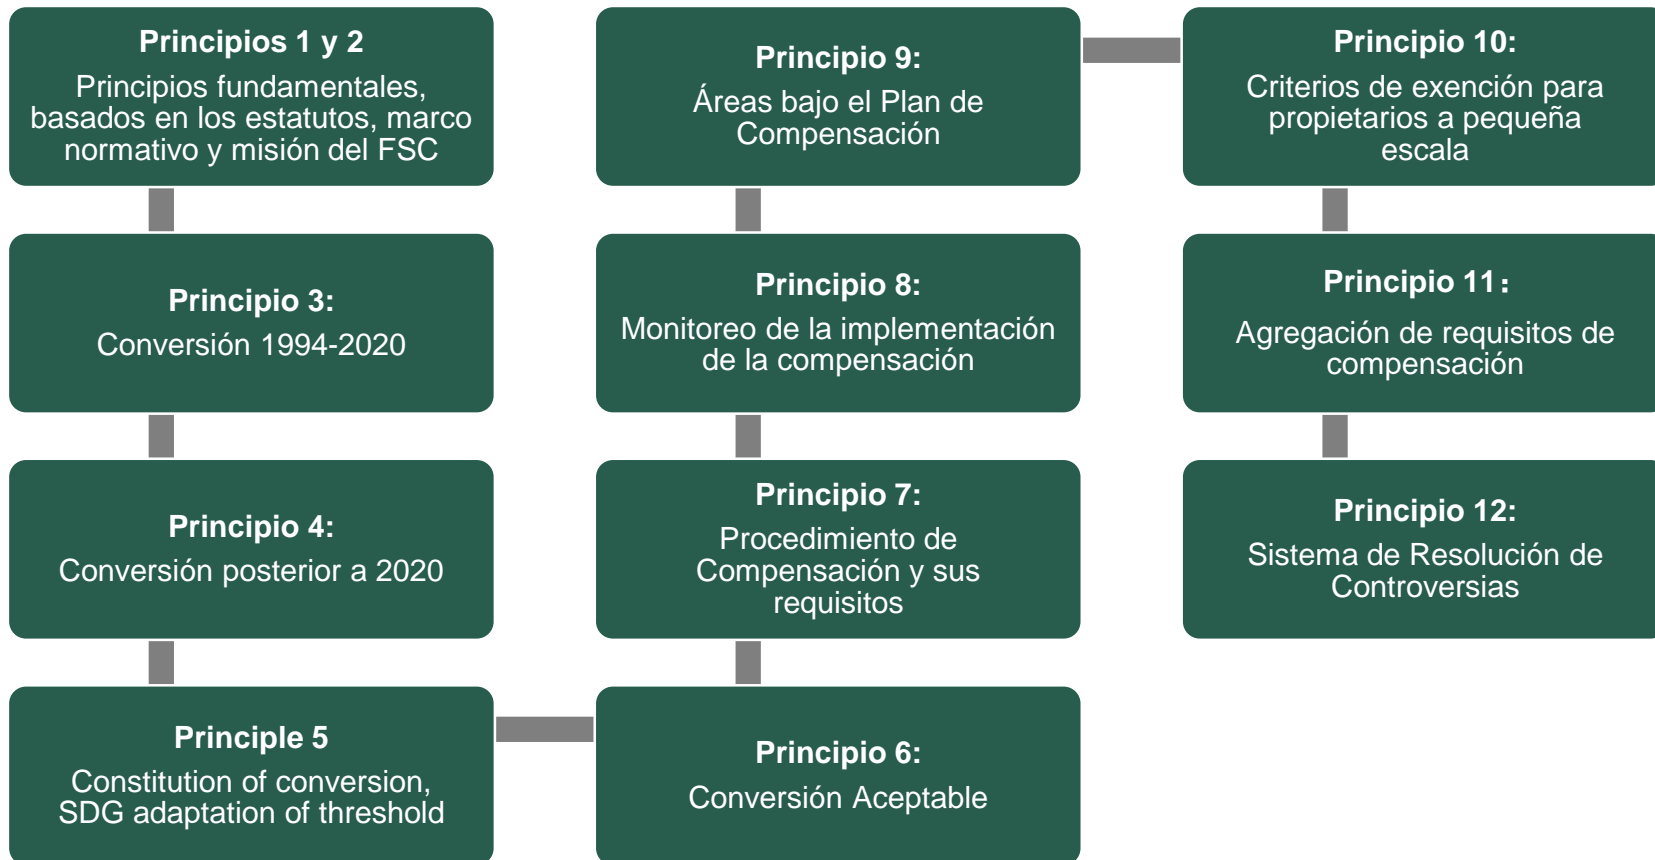 Principios 1 y 2
Principios fundamentales,
basados en los estatutos, marco
normativo y misión del FSC
Principio 3:
Conversión 1994-2020
Principio 4:
Conversión posterior a 2020
Principle 5
Constitution of conversion,
SDG adaptation of threshold
Principio 6:
Conversión Aceptable
Principio 7:
Procedimiento de
Compensación y sus
requisitos
Principio 8:
Monitoreo de la implementación
de la compensación
Principio 9:
Áreas bajo el Plan de
Compensación
Principio 10:
Criterios de exención para
propietarios a pequeña
escala
Principio 11：
Agregación de requisitos de
compensación
Principio 12:
Sistema de Resolución de
Controversias